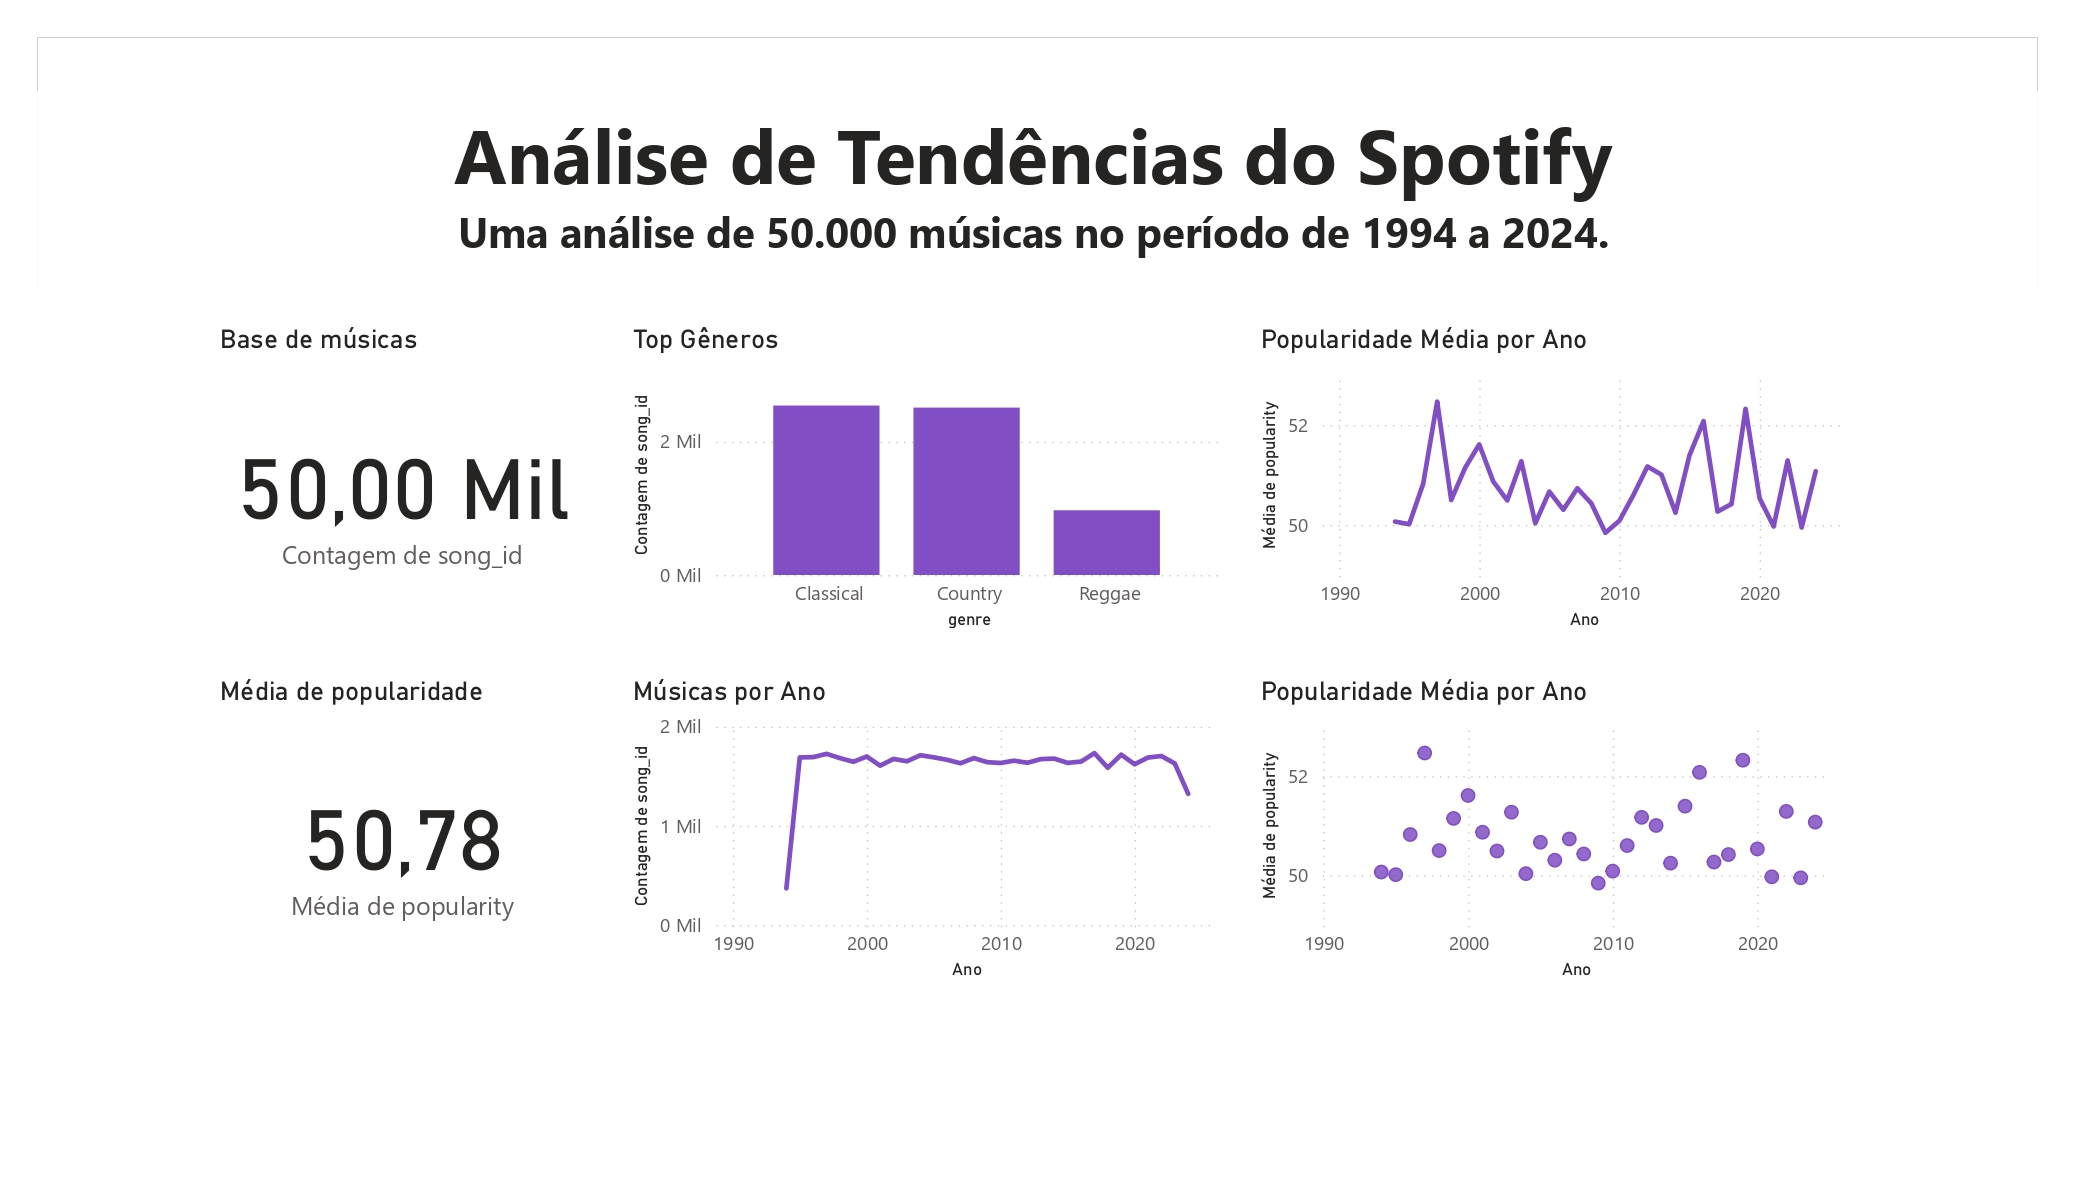 Análise de Tendências do Spotify
Uma análise de 50.000 músicas no período de 1994 a 2024.
Base de músicas
50,00 Mil
Contagem de song_id
Top Gêneros
Contagem de song_id
2 Mil
0 Mil
Classical
Country
Reggae
genre
Popularidade Média por Ano
Média de popularity
52
50
1990
2000
2010
2020
Ano
Média de popularidade
50,78
Média de popularity
Músicas por Ano
Contagem de song_id
2 Mil
1 Mil
0 Mil
1990
2000
2010
2020
Ano
Popularidade Média por Ano
Média de popularity
52
50
1990
2000
2010
2020
Ano